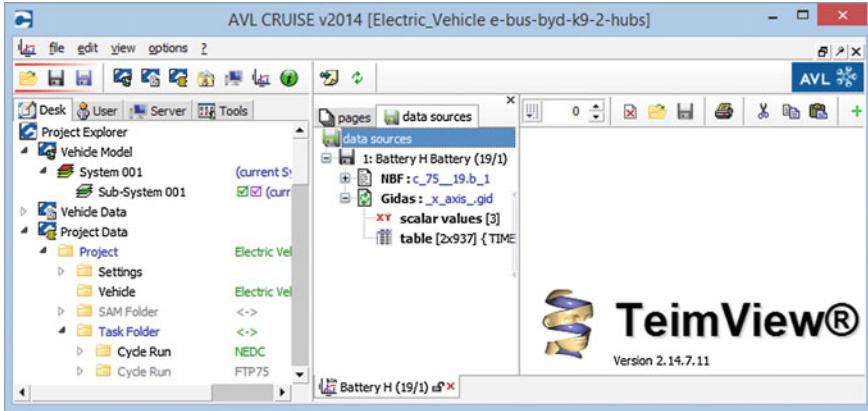 AVL CRUISE v2014 [Electric_Vehicle e-bus-byd-k9-2-hubs]
file edit view options ?
AVL
Desk User Server Tools
Project Explorer
Vehicle Model
System 001 (current Sy
Sub-System 001 (curr
Vehicle Data
Project Data
Project Electric Vel
Settings
Vehicle Electric Vel
SAM Folder <->
Task Folder <->
Cycle Run NEDC
Cycle Run FTP75
pages data sources
data sources
1: Battery H Battery (19/1)
NBF : c_75__19.b_1
Gidas : _x_axis_.gid
XY scalar values [3]
table [2x937] { TIME
0
TeimView®
Version 2.14.7.11
Battery H (19/1)